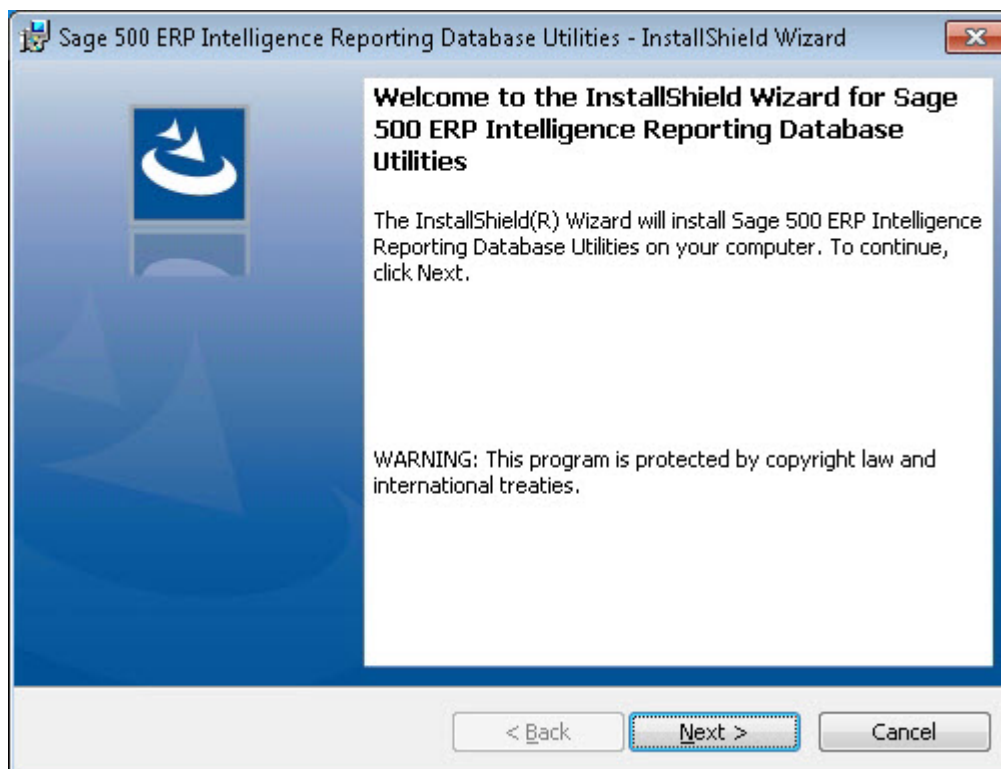 Sage 500 ERP Intelligence Reporting Database Utilities - InstallShield Wizard
Welcome to the InstallShield Wizard for Sage
500 ERP Intelligence Reporting Database
Utilities
The InstallShield(R) Wizard will install Sage 500 ERP Intelligence
Reporting Database Utilities on your computer. To continue,
click Next.
WARNING: This program is protected by copyright law and
international treaties.
< Back
Next >
Cancel